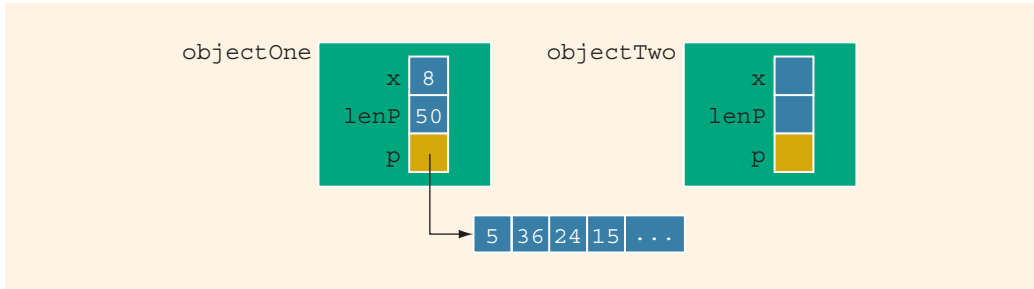 objectOne objectTwo
x 8 x
lenP 50 lenP
p p
5 36 24 15 ...